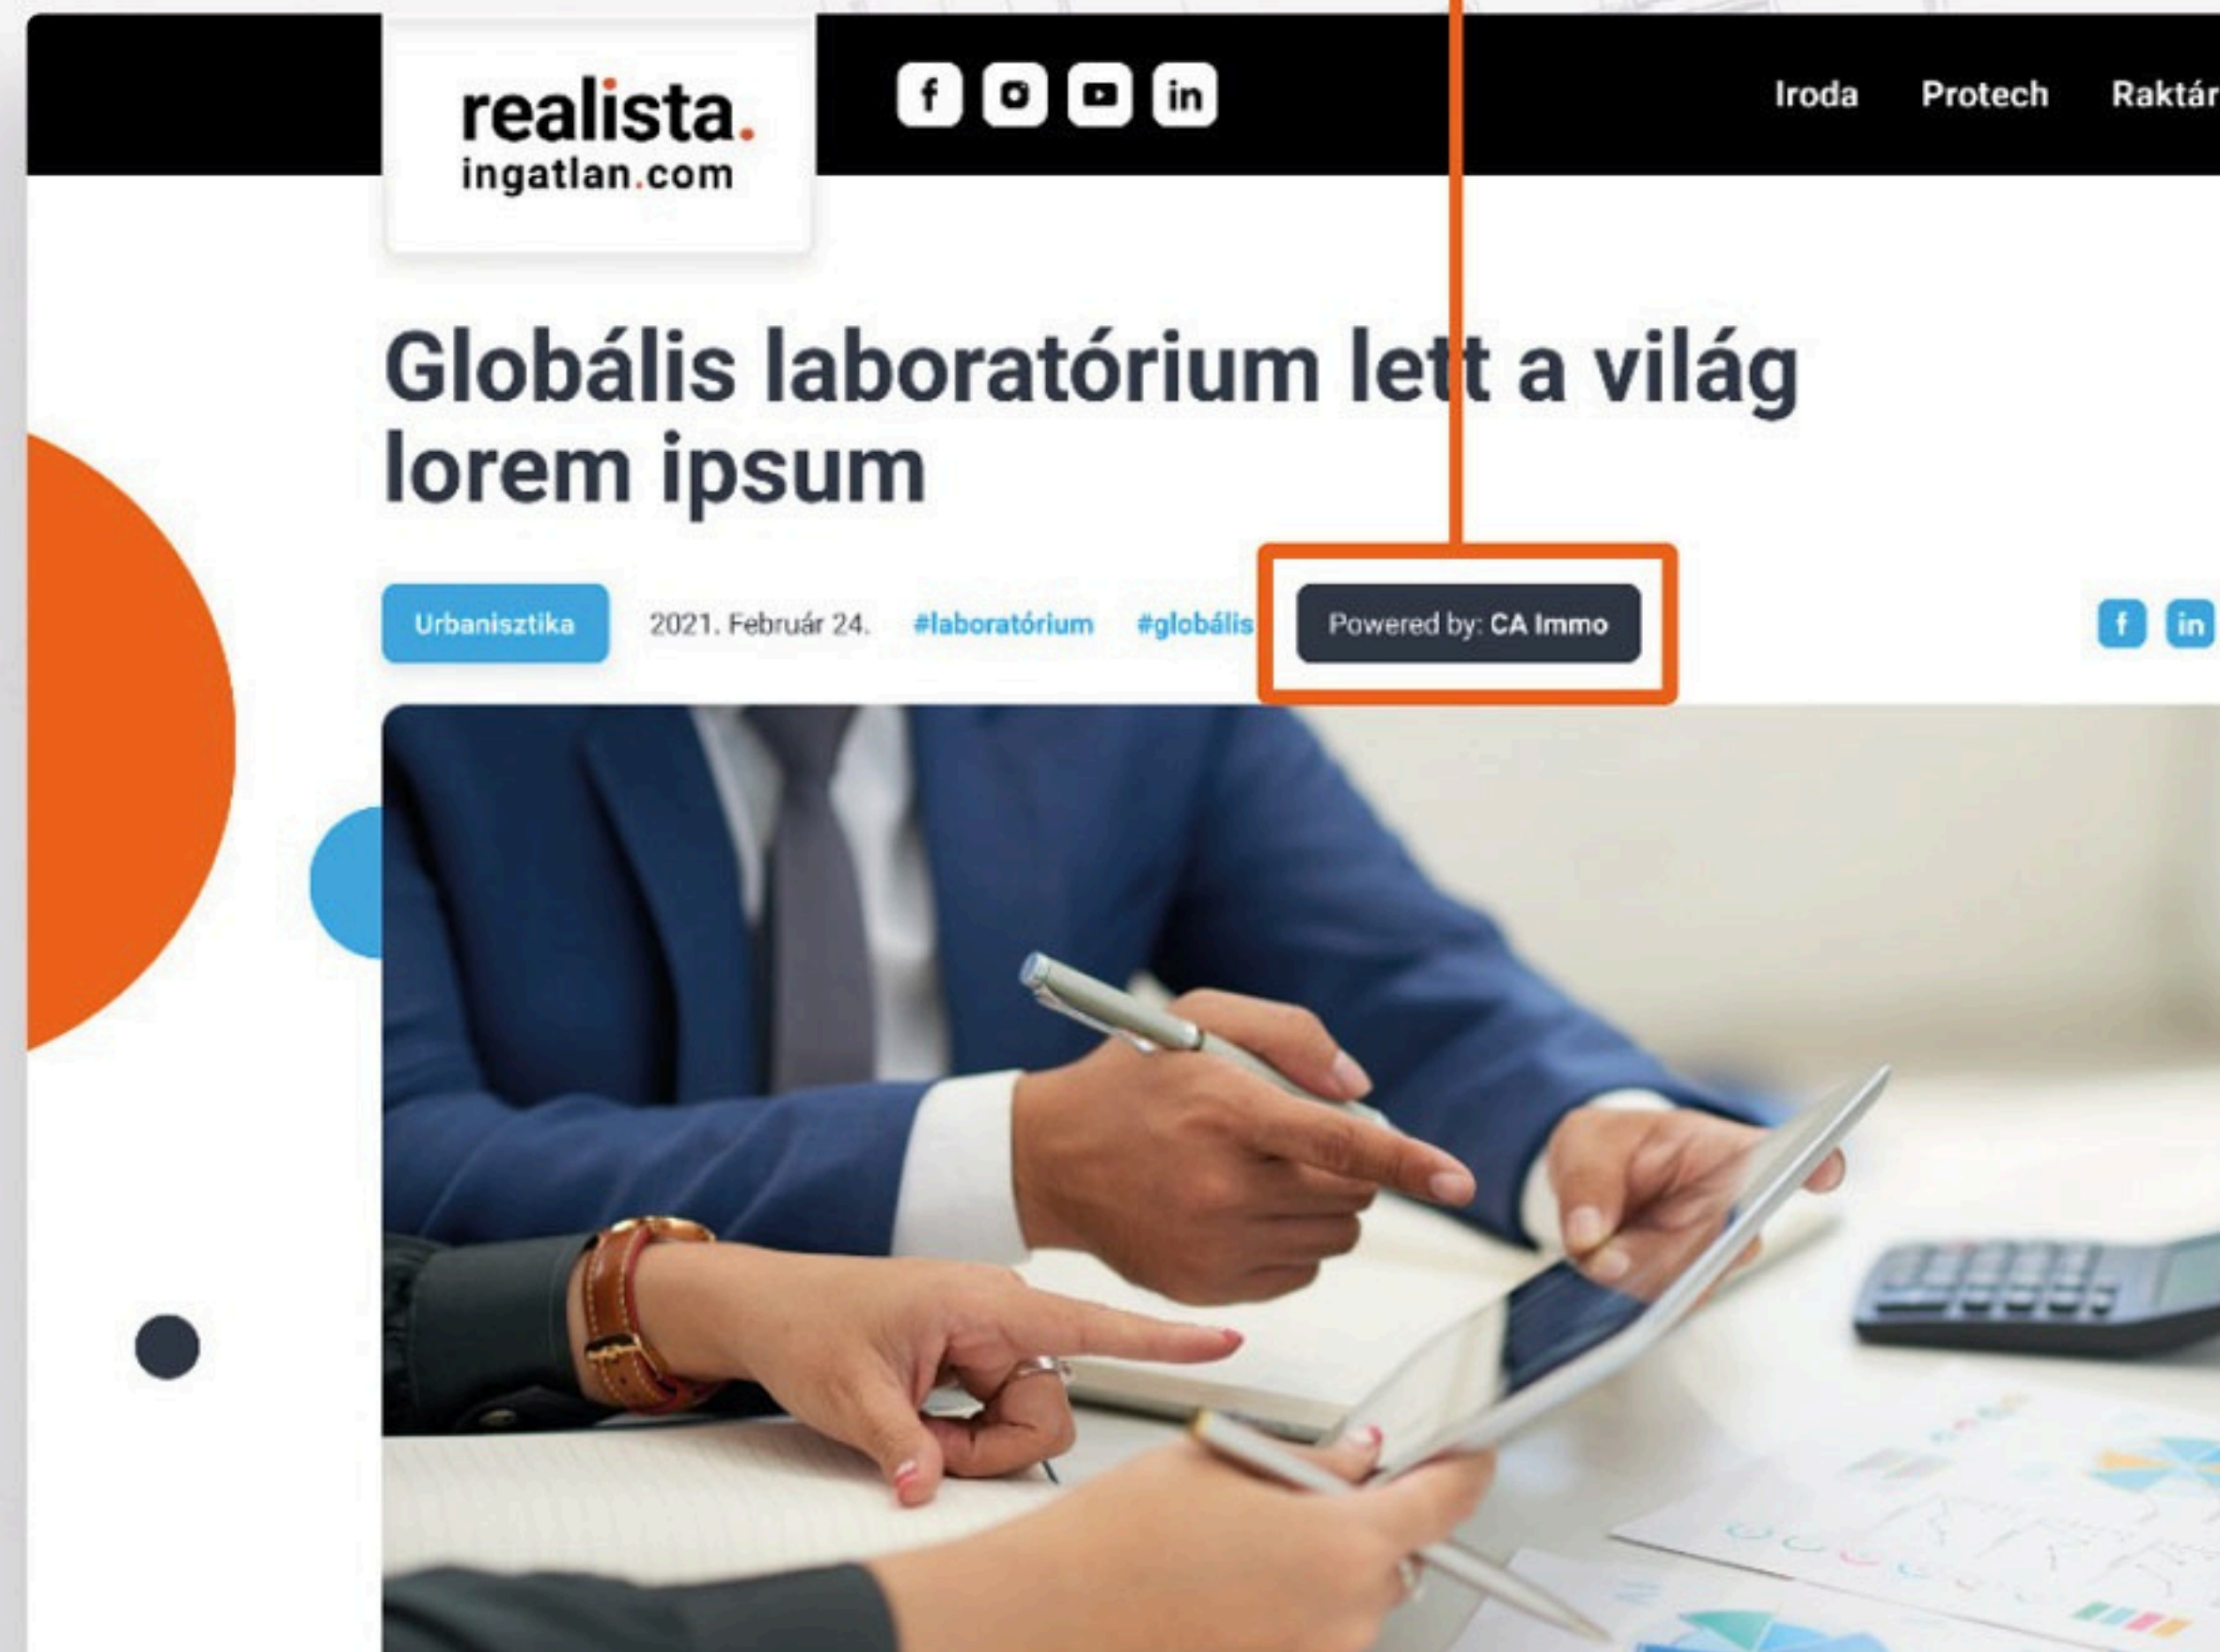 realista.
ingatlan.com
Iroda Protech Raktár
Globális laboratórium lett a világ
lorem ipsum
Urbanisztika 2021. Február 24. #laboratórium #globális Powered by: CA Immo